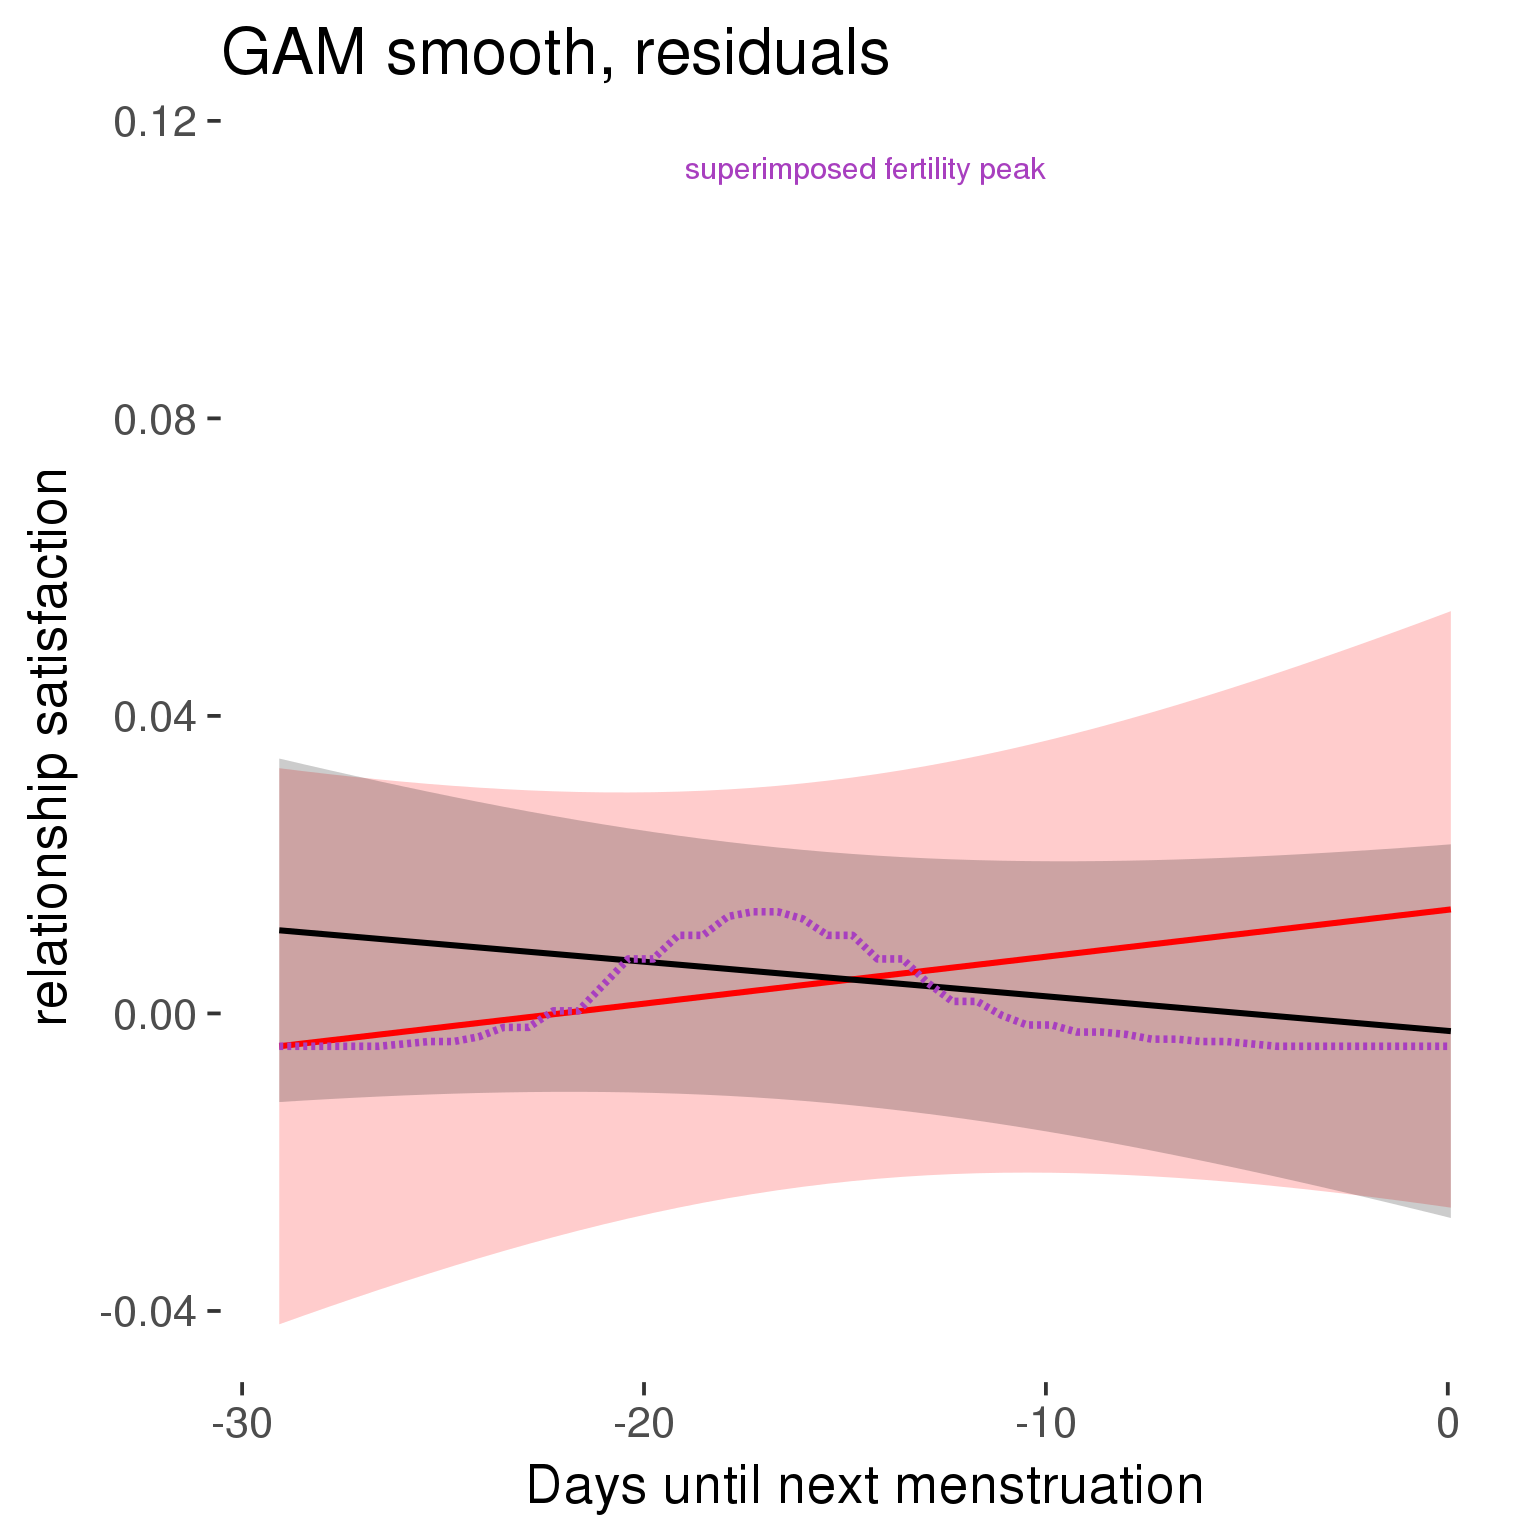 GAM smooth, residuals
0.12
superimposed fertility peak
0.08
0.04
0.00
-0.04
relationship satisfaction
-30 -20 -10 0
Days until next menstruation